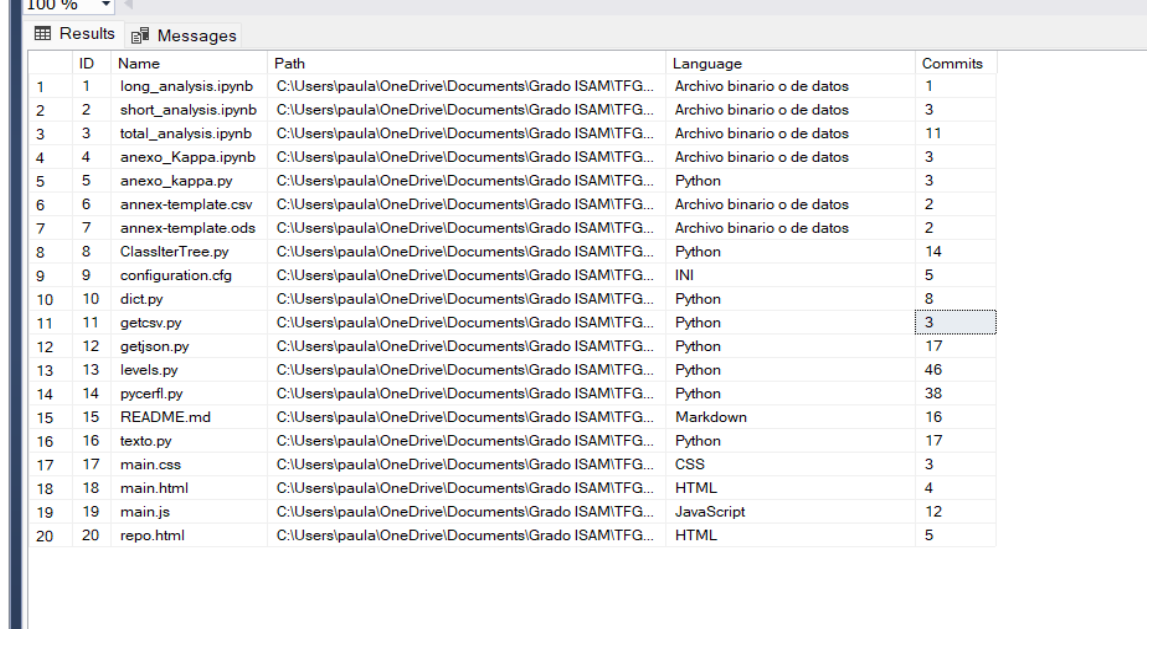 100 %
Results Messages
ID Name Path Language Commits
1 1 long_analysis.ipynb C:\Users\paula\OneDrive\Documents\Grado ISAM\TFG... Archivo binario o de datos 1
2 2 short_analysis.ipynb C:\Users\paula\OneDrive\Documents\Grado ISAM\TFG... Archivo binario o de datos 3
3 3 total_analysis.ipynb C:\Users\paula\OneDrive\Documents\Grado ISAM\TFG... Archivo binario o de datos 11
4 4 anexo_Kappa.ipynb C:\Users\paula\OneDrive\Documents\Grado ISAM\TFG... Archivo binario o de datos 3
5 5 anexo_kappa.py C:\Users\paula\OneDrive\Documents\Grado ISAM\TFG... Python 3
6 6 annex-template.csv C:\Users\paula\OneDrive\Documents\Grado ISAM\TFG... Archivo binario o de datos 2
7 7 annex-template.ods C:\Users\paula\OneDrive\Documents\Grado ISAM\TFG... Archivo binario o de datos 2
8 8 ClassIterTree.py C:\Users\paula\OneDrive\Documents\Grado ISAM\TFG... Python 14
9 9 configuration.cfg C:\Users\paula\OneDrive\Documents\Grado ISAM\TFG... INI 5
10 10 dict.py C:\Users\paula\OneDrive\Documents\Grado ISAM\TFG... Python 8
11 11 getcsv.py C:\Users\paula\OneDrive\Documents\Grado ISAM\TFG... Python 3
12 12 getjson.py C:\Users\paula\OneDrive\Documents\Grado ISAM\TFG... Python 17
13 13 levels.py C:\Users\paula\OneDrive\Documents\Grado ISAM\TFG... Python 46
14 14 pycerfl.py C:\Users\paula\OneDrive\Documents\Grado ISAM\TFG... Python 38
15 15 README.md C:\Users\paula\OneDrive\Documents\Grado ISAM\TFG... Markdown 16
16 16 texto.py C:\Users\paula\OneDrive\Documents\Grado ISAM\TFG... Python 17
17 17 main.css C:\Users\paula\OneDrive\Documents\Grado ISAM\TFG... CSS 3
18 18 main.html C:\Users\paula\OneDrive\Documents\Grado ISAM\TFG... HTML 4
19 19 main.js C:\Users\paula\OneDrive\Documents\Grado ISAM\TFG... JavaScript 12
20 20 repo.html C:\Users\paula\OneDrive\Documents\Grado ISAM\TFG... HTML 5